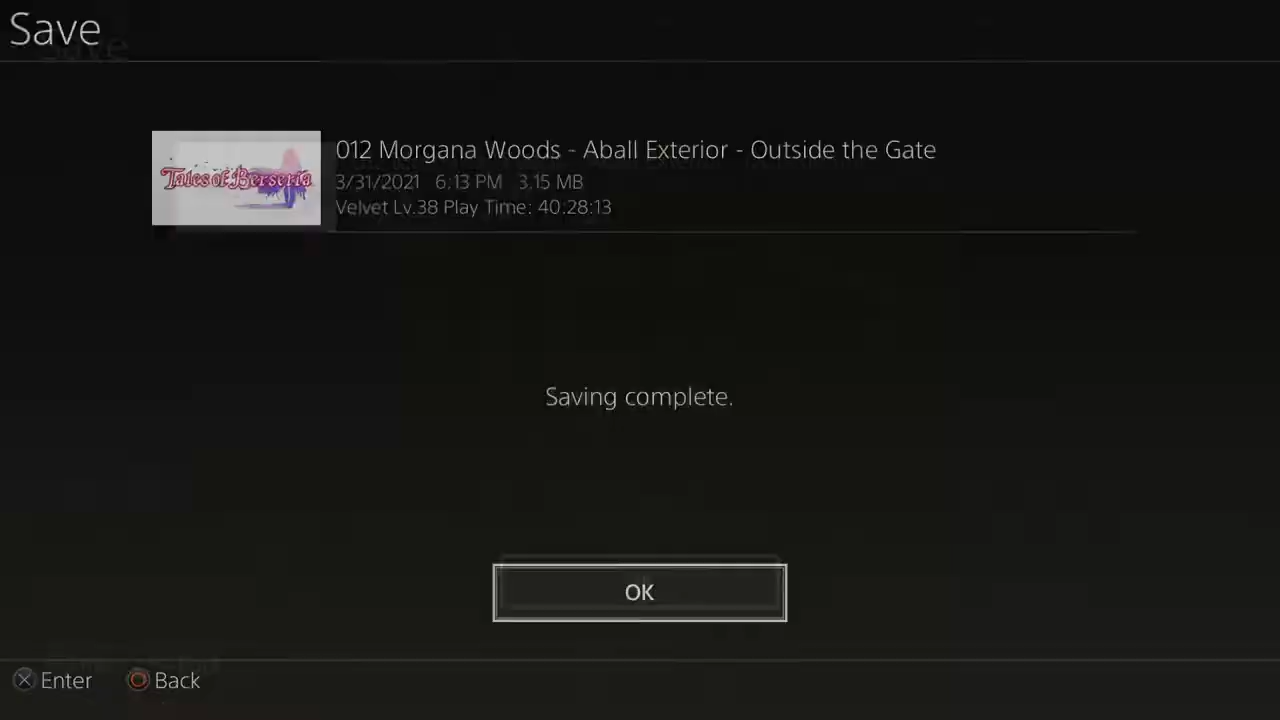 Save
Tales of Berseria
012 Morgana Woods - Aball Exterior - Outside the Gate
3/31/2021 6:13 PM 3.15 MB
Velvet Lv.38 Play Time: 40:28:13
Saving complete.
OK
Enter Back